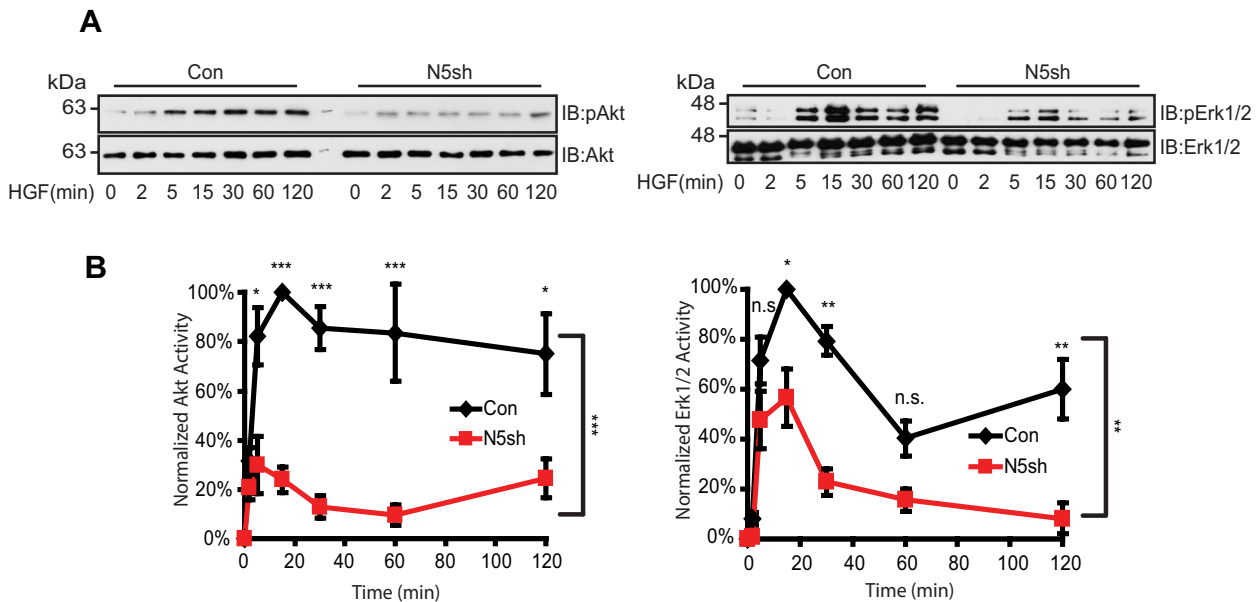 A
kDa
Con
N5sh
63
IB:pAkt
63
IB:Akt
HGF(min) 0 2 5 15 30 60 120 0 2 5 15 30 60 120
kDa
Con
N5sh
48
IB:pErk1/2
48
IB:Erk1/2
HGF(min) 0 2 5 15 30 60 120 0 2 5 15 30 60 120
B
Normalized Akt Activity
100%
80%
60%
40%
20%
0%
* *** *** *** *
Con
N5sh
***
0 20 40 60 80 100 120
Time (min)
Normalized Erk1/2 Activity
100%
80%
60%
40%
20%
0%
n.s * ** n.s. **
Con
N5sh
**
0 20 40 60 80 100 120
Time (min)